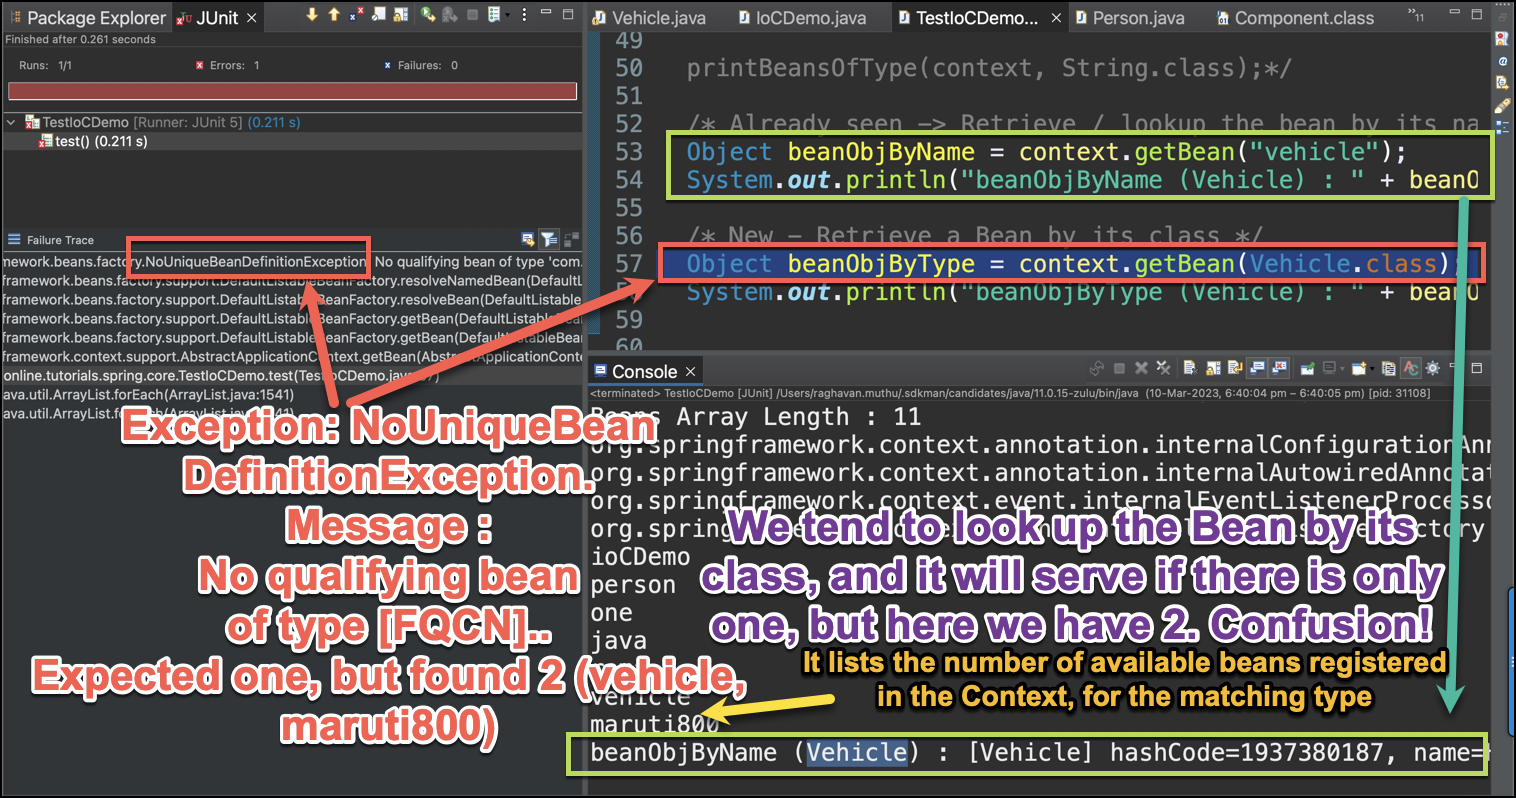 Package Explorer
JUnit
Finished after 0.261 seconds
Runs: 1/1
Errors: 1
Failures: 0
TestIoCDemo [Runner: JUnit 5] (0.211 s)
test() (0.211 s)
Failure Trace
mework.beans.factory.NoUniqueBeanDefinitionException: No qualifying bean of type 'com.
framework.beans.factory.support.DefaultListableBeanFactory.resolveNamedBean(Defaul
framework.beans.factory.support.DefaultListableBeanFactory.resolveBean(DefaultListable
framework.beans.factory.support.DefaultListableBeanFactory.getBean(DefaultListableBea
framework.beans.factory.support.DefaultListableBeanFactory.getBean(DefaultListableBea
framework.context.support.AbstractApplicationContext.getBean(AbstractApplicationConte
online.tutorials.spring.core.TestIoCDemo.test(TestIoCDemo.java
ava.util.ArrayList.forEach(ArrayList.java:1541)
ava.util.ArrayList.forEach(ArrayList.java:1541)
Exception: NoUniqueBean
DefinitionException.
Message :
No qualifying bean
of type [FQCN]..
Expected one, but found 2 (vehicle,
maruti800)
Vehicle.java
IoCDemo.java
TestIoCDemo...
Person.java
Component.class
11
49
50 printBeansOfType(context, String.class);*/
51
52 /* Already seen -> Retrieve / lookup the bean by its na
53 Object beanObjByName = context.getBean("vehicle");
54 System.out.println("beanObjByName (Vehicle) : " + beanO
55
56 /* New - Retrieve a Bean by its class */
57 Object beanObjByType = context.getBean(Vehicle.class)
System.out.println("beanObjByType (Vehicle) : " + beanO
59
60
Console
<terminated> TestIoCDemo [JUnit] /Users/raghavan.muthu/.sdkman/candidates/java/11.0.15-zulu/bin/java (10-Mar-2023, 6:40:04 pm – 6:40:05 pm) [pid: 31108]
Beans Array Length : 11
org.springframework.context.annotation.internalConfigurationAnn
org.springframework.context.annotation.internalAutowiredAnnotat
org.springframework.context.event.internalEventListenerProcesso
ioCDemo
person
one
java
vehicle
maruti800
beanObjByName (Vehicle) : [Vehicle] hashCode=1937380187, name=
We tend to look up the Bean by its
class, and it will serve if there is only
one, but here we have 2. Confusion!
It lists the number of available beans registered
in the Context, for the matching type